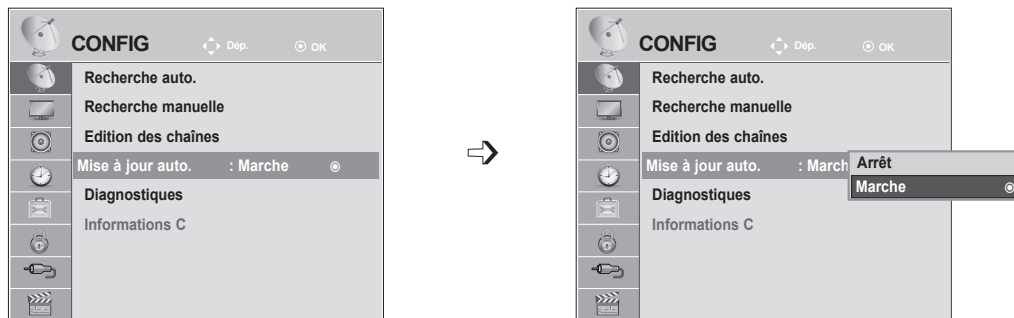 CONFIG Dép. OK
Recherche auto.
Recherche manuelle
Edition des chaînes
Mise à jour auto. : Marche
Diagnostiques
Informations C
CONFIG Dép. OK
Recherche auto.
Recherche manuelle
Edition des chaînes
Mise à jour auto. : March
Arrêt
Marche
Diagnostiques
Informations C